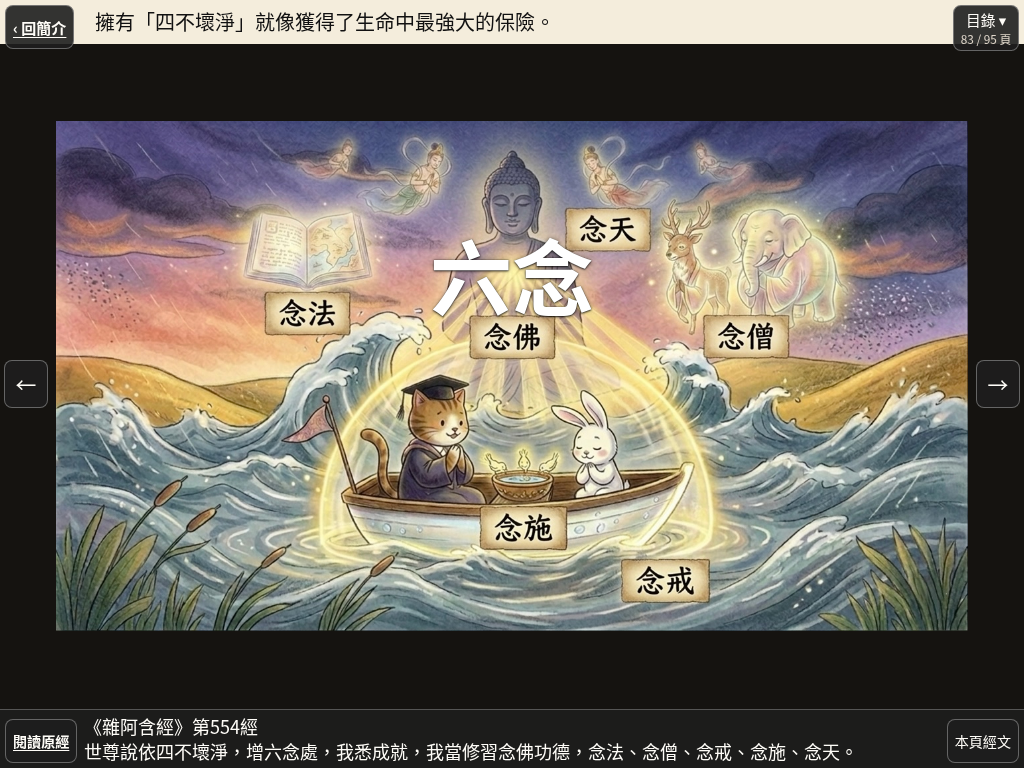 ‹ 回簡介
擁有「四不壞淨」就像獲得了生命中最強大的保險。
目錄 ▾
83 / 95 頁
念天
六念
念法
念佛
念僧
念施
念戒
←
→
閱讀原經
《雜阿含經》第554經
世尊說依四不壞淨，增六念處，我悉成就，我當修習念佛功德，念法、念僧、念戒、念施、念天。
本頁經文